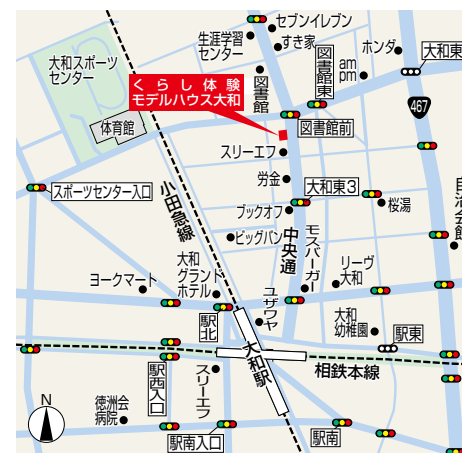 セブンイレブン
生涯学習
センター
すき家
図書館東
ホンダ
大和東
am
pm
大和スポーツ
センター
図書館
くらし体験
モデルハウス大和
467
体育館
図書館前
スリーエフ
労金
大和東3
スポーツセンター入口
小田急線
ブックオフ
桜湯
自治会館
ビッグバン
中央通
モスバーガー
大和
グランド
ホテル
リーヴ
大和
ヨークマート
ユザワヤ
駅北
大和
幼稚園
駅東
大和駅
駅西入口
スリーエフ
相鉄本線
徳洲会
病院
N
駅南入口
駅南